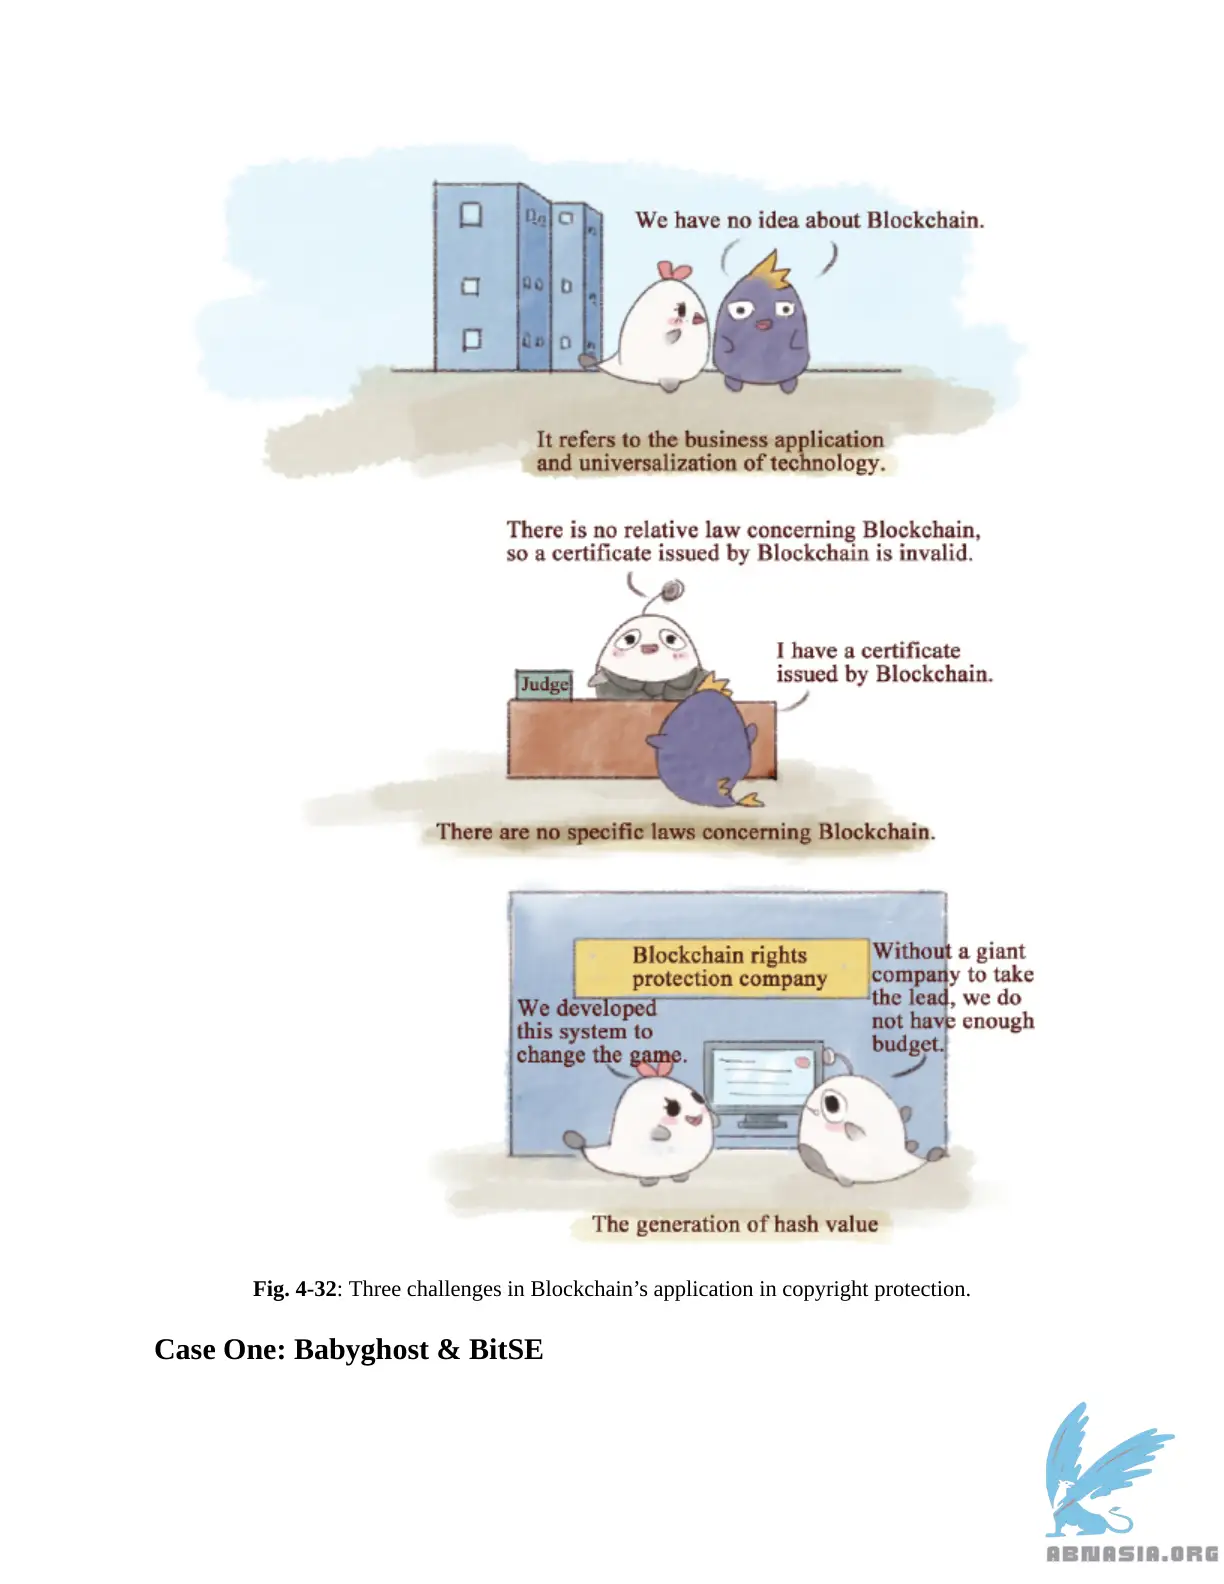 We have no idea about Blockchain.
It refers to the business application
and universalization of technology.
There is no relative law concerning Blockchain,
so a certificate issued by Blockchain is invalid.
I have a certificate
issued by Blockchain.
Judge
There are no specific laws concerning Blockchain.
Blockchain rights
protection company
Without a giant
company to take
the lead, we do
not have enough
budget.
We developed
this system to
change the game.
The generation of hash value
Fig. 4-32: Three challenges in Blockchain’s application in copyright protection.
Case One: Babyghost & BitSE
ABNASIA.ORG